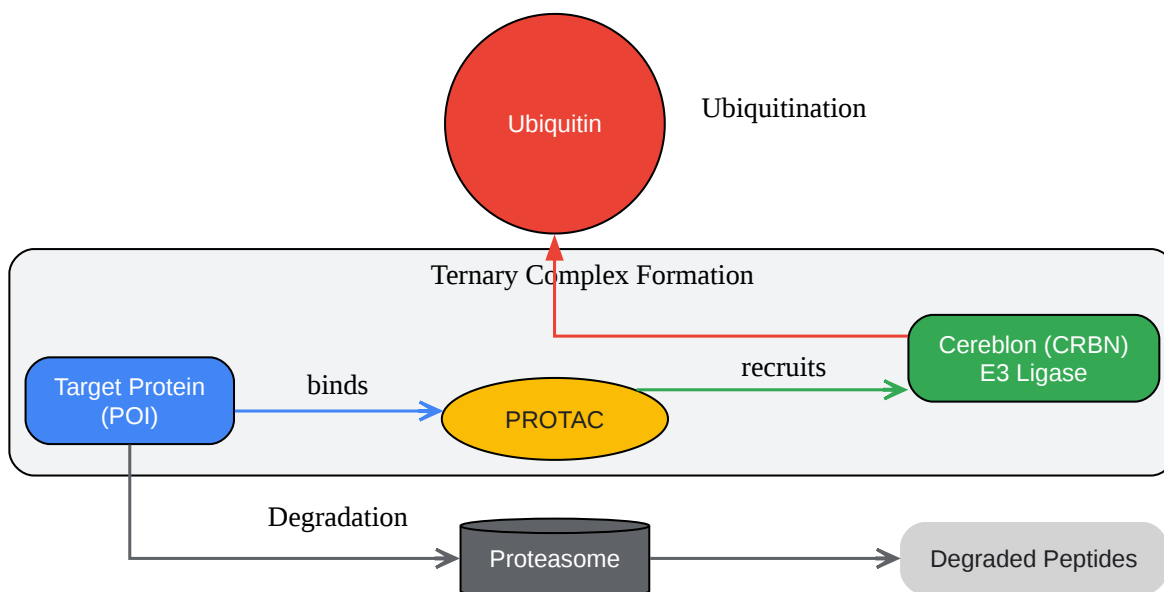 Ubiquitin
Ubiquitination
Ternary Complex Formation
Target Protein
(POI)
binds
PROTAC
recruits
Cereblon (CRBN)
E3 Ligase
Degradation
Proteasome
Degraded Peptides